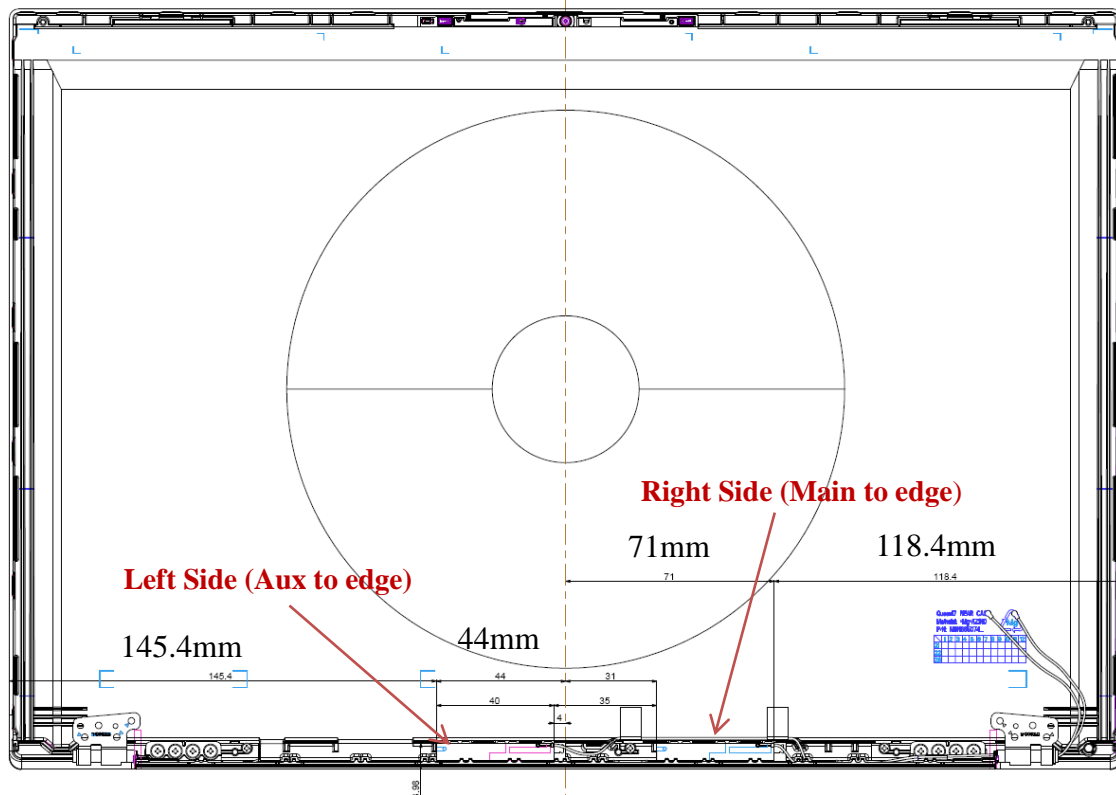 Right Side (Main to edge)
71mm
118.4mm
71
118.4
Left Side (Aux to edge)
145.4mm
44mm
145.4
44
31
40
35
4